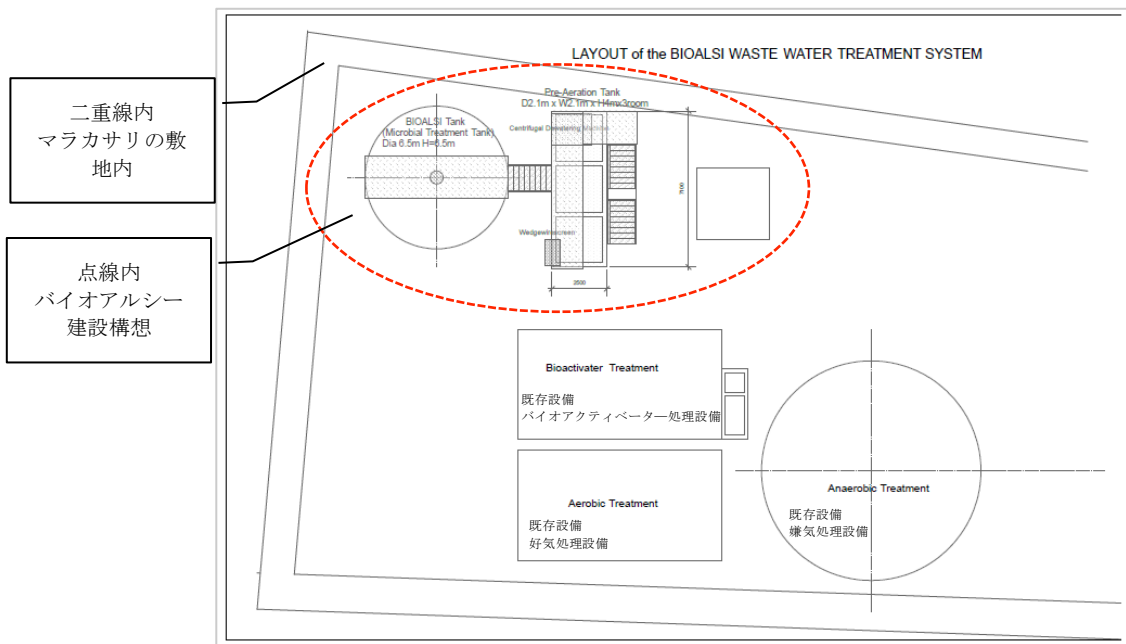 LAYOUT of the BIOALSI WASTE WATER TREATMENT SYSTEM
二重線内
マラカサリの敷
地内
点線内
バイオアルシー
建設構想
Pre-Aeration Tank
D2.1m x W2.1m x H4mx3room
BIOALSI Tank
(Microbial Treatment Tank)
Dia 6.5m H=6.5m
Centrifugal Dewatering Machine
7500
Wedgewirescreen
2500
Bioactivater Treatment
既存設備
バイオアクティベーター処理設備
Aerobic Treatment
既存設備
好気処理設備
Anaerobic Treatment
既存設備
嫌気処理設備